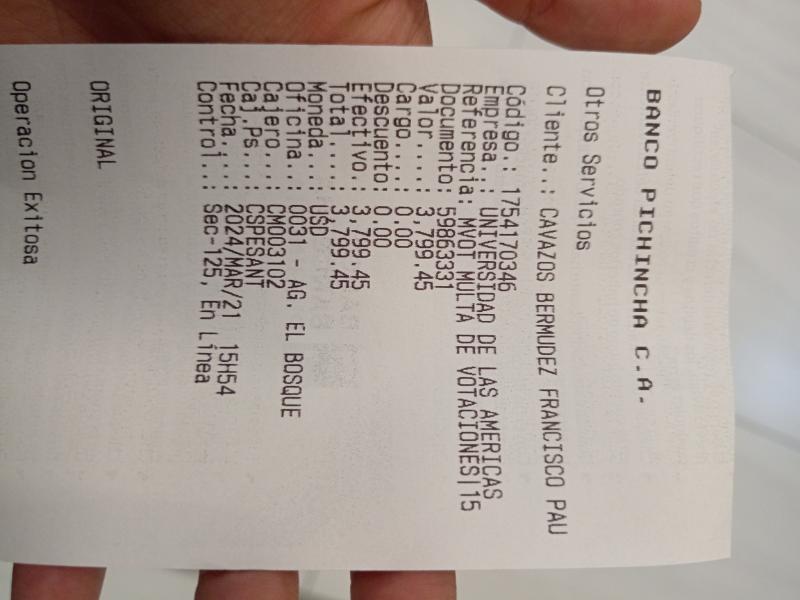 BANCO PICHINCHA C.A.
Otros Servicios
Cliente..: CAVAZOS BERMUDEZ FRANCISCO PAU
Código.: 1754170346
Empresa.: UNIVERSIDAD DE LAS AMERICAS
Referencia: MVOT MULTA DE VOTACIONES|15
Documento: 59863331
Valor....: 3,799.45
Cargo....: 0.00
Descuento: 0.00
Efectivo.: 3,799.45
Total....: 3,799.45
Moneda...: USD
Oficina..: 0031 - AG. EL BOSQUE
Cajero...: CM003102
Caj.Ps...: CSPESANT
Fecha....: 2024/MAR/21 15H54
Control..: Sec-125, En Línea
ORIGINAL
Operacion Exitosa